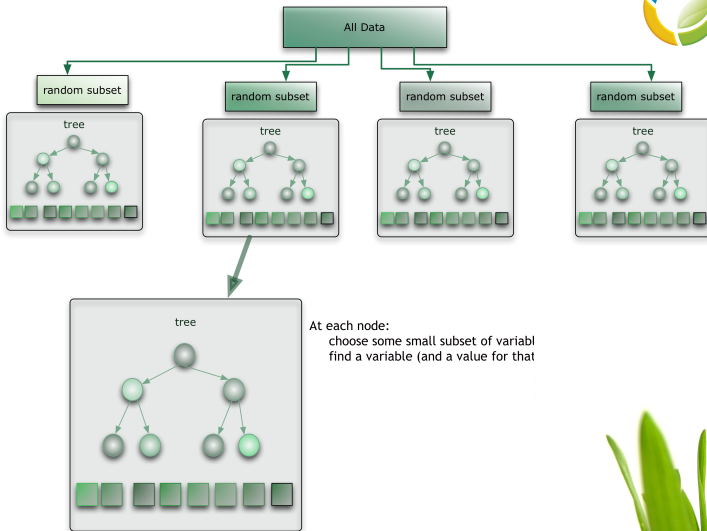 All Data
random subset
random subset
random subset
random subset
tree
tree
tree
tree
tree
At each node:
choose some small subset of
find a variable (and a value for that